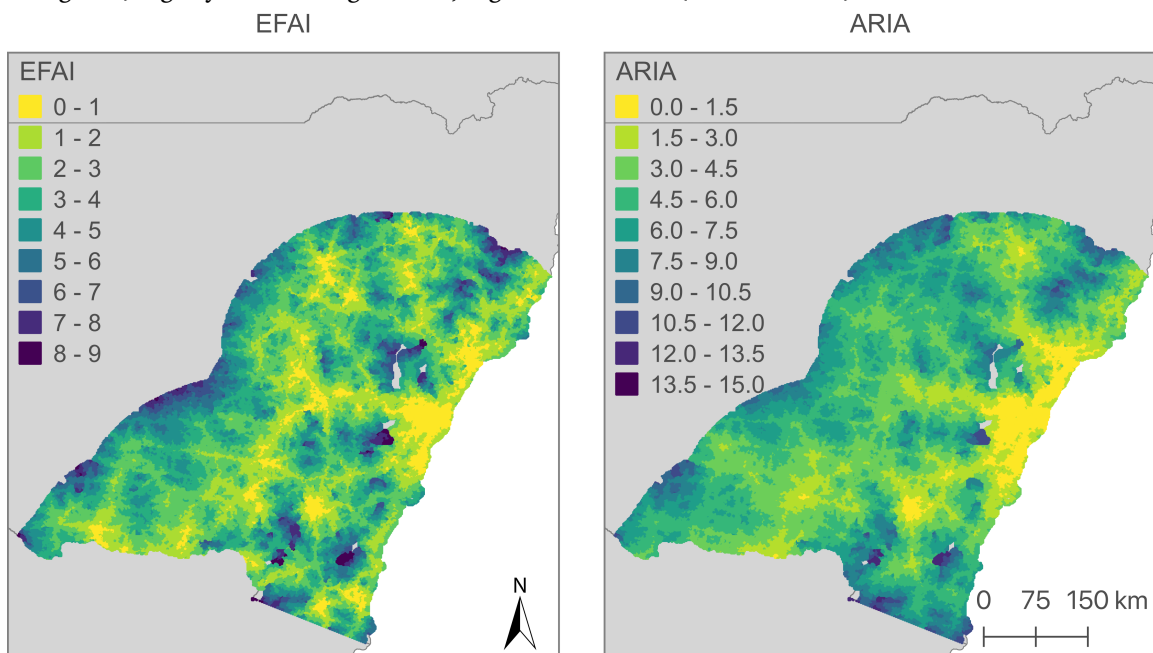 EFAI
ARIA
EFAI
0 - 1
1 - 2
2 - 3
3 - 4
4 - 5
5 - 6
6 - 7
7 - 8
8 - 9
N
ARIA
0.0 - 1.5
1.5 - 3.0
3.0 - 4.5
4.5 - 6.0
6.0 - 7.5
7.5 - 9.0
9.0 - 10.5
10.5 - 12.0
12.0 - 13.5
13.5 - 15.0
0 75 150 km